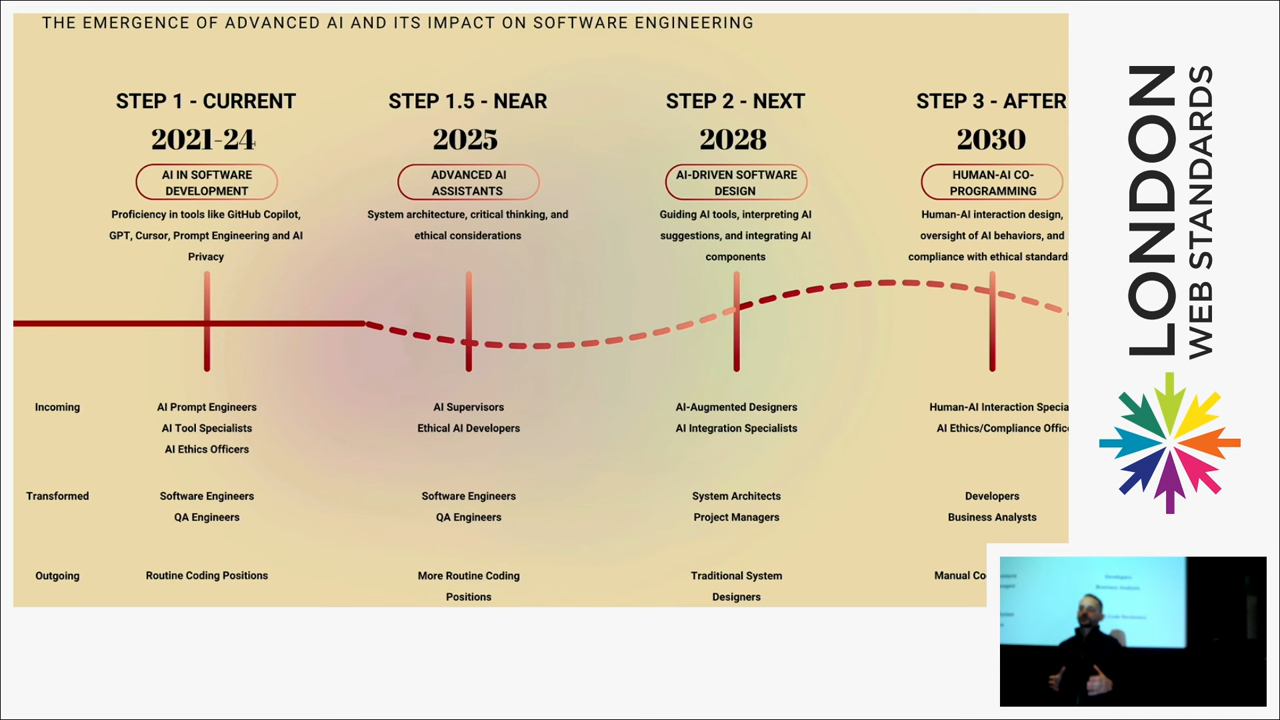 THE EMERGENCE OF ADVANCED AI AND ITS IMPACT ON SOFTWARE ENGINEERING
STEP 1 - CURRENT
2021-24
AI IN SOFTWARE
DEVELOPMENT
Proficiency in tools like GitHub Copilot,
GPT, Cursor, Prompt Engineering and AI
Privacy
STEP 1.5 - NEAR
2025
ADVANCED AI
ASSISTANTS
System architecture, critical thinking, and
ethical considerations
STEP 2 - NEXT
2028
AI-DRIVEN SOFTWARE
DESIGN
Guiding AI tools, interpreting AI
suggestions, and integrating AI
components
STEP 3 - AFTER
2030
HUMAN-AI CO-
PROGRAMMING
Human-AI interaction design,
oversight of AI behaviors, and
compliance with ethical standards
Incoming
AI Prompt Engineers
AI Tool Specialists
AI Ethics Officers
AI Supervisors
Ethical AI Developers
AI-Augmented Designers
AI Integration Specialists
Human-AI Interaction
AI Ethics/Compliance
Transformed
Software Engineers
QA Engineers
Software Engineers
QA Engineers
System Architects
Project Managers
Developers
Business Analysts
Outgoing
Routine Coding Positions
More Routine Coding
Positions
Traditional System
Designers
Manual
LONDON
WEB STANDARDS
Developers
Business Analysts